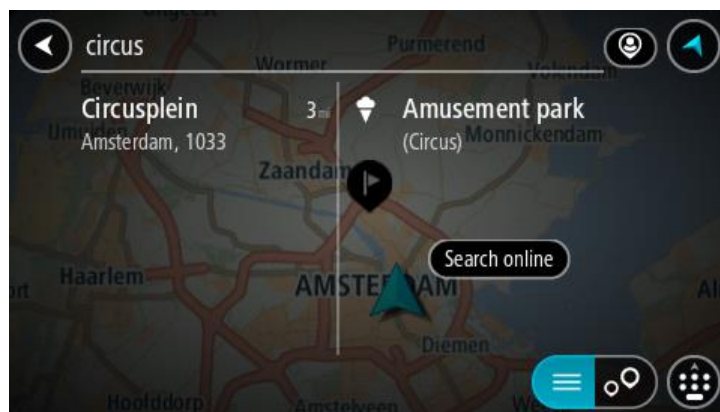 circus
Circusplein
3 mi
Amsterdam, 1033
Amusement park
(Circus)
Search online
Purmerend
Wormer
Volendam
Beverwijk
Monnickendam
Zaandam
Haarlem
AMSTERDAM
Diemen
Hoofddorp
Amstelveen